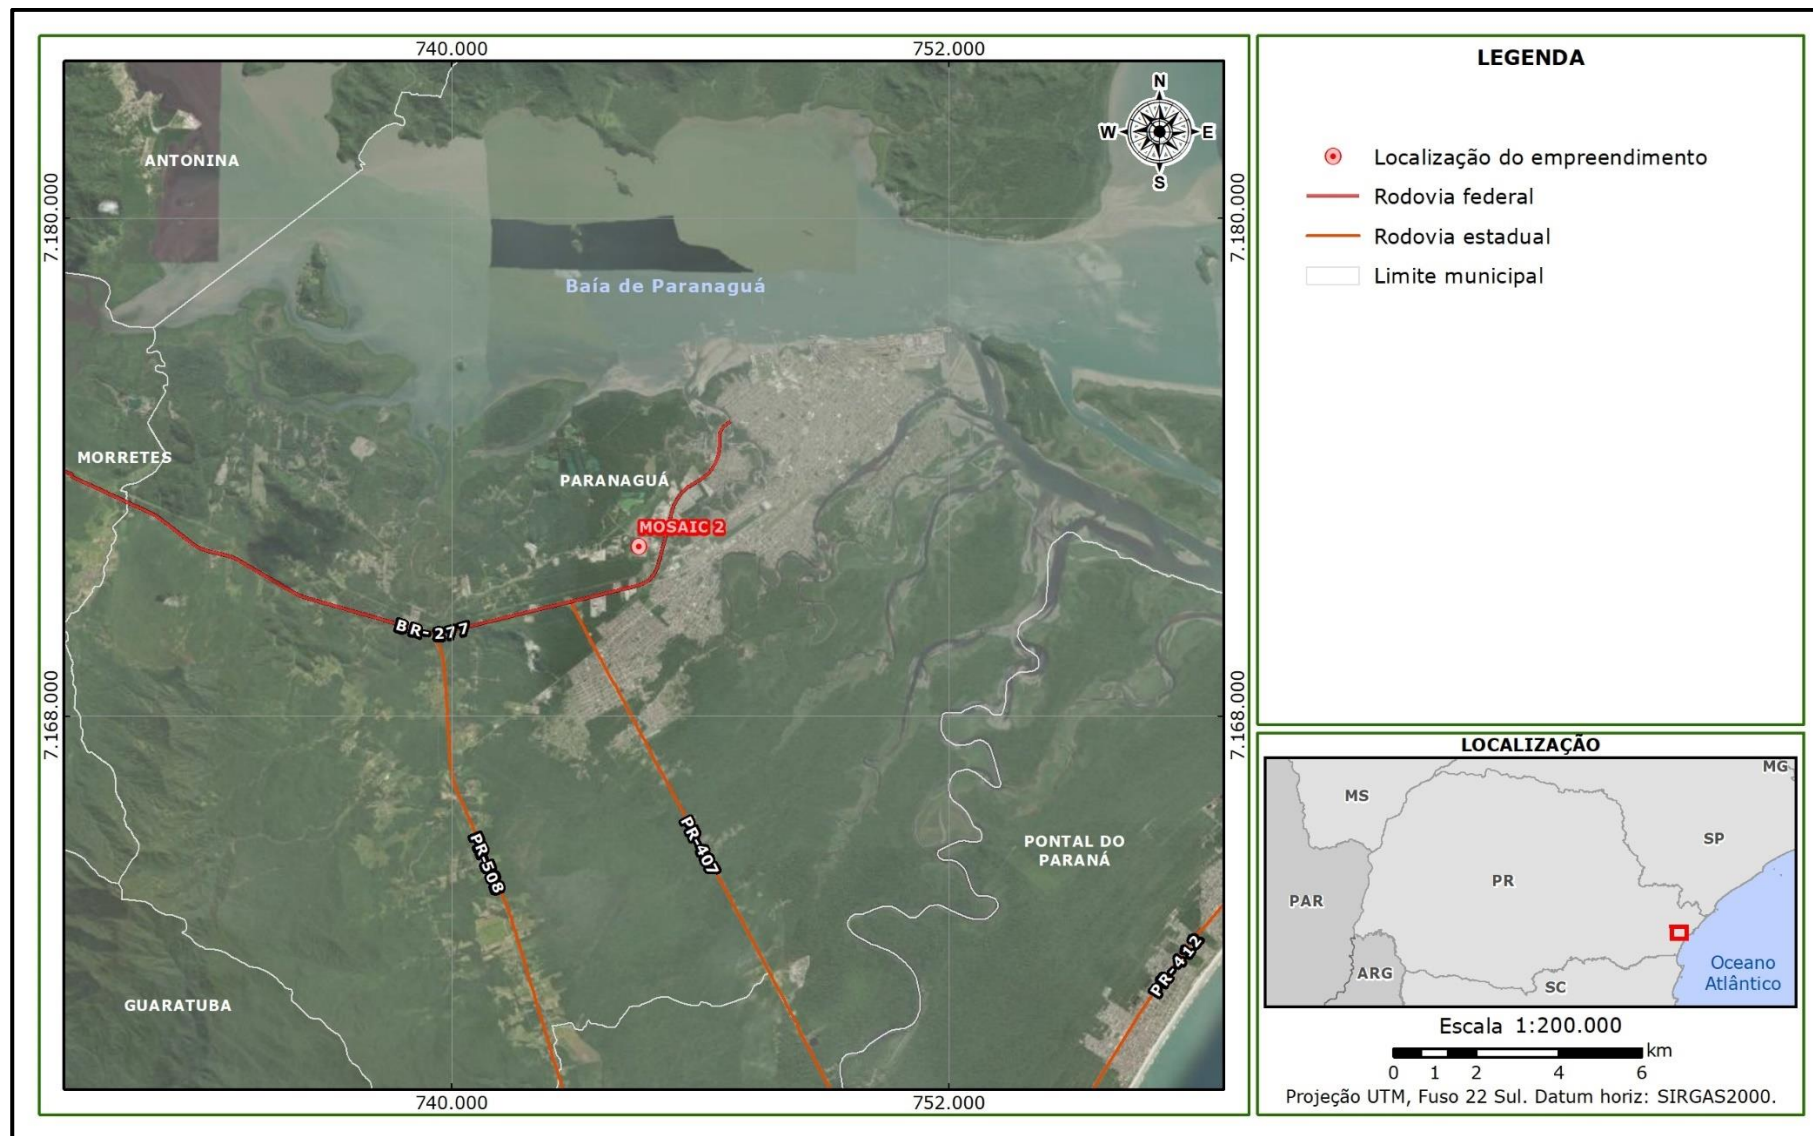 740.000
752.000
7.180.000
7.180.000
N
W
E
S
ANTONINA
Baía de Paranaguá
MORRETES
PARANAGUÁ
MOSAIC 2
BR-277
7.168.000
7.168.000
PR-508
PR-407
PONTAL DO
PARANÁ
PR-412
GUARATUBA
740.000
752.000
LEGENDA
Localização do empreendimento
Rodovia federal
Rodovia estadual
Limite municipal
LOCALIZAÇÃO
MG
MS
SP
PR
PAR
ARG
SC
Oceano
Atlântico
Escala 1:200.000
km
0 1 2 4 6
Projeção UTM, Fuso 22 Sul. Datum horiz: SIRGAS2000.